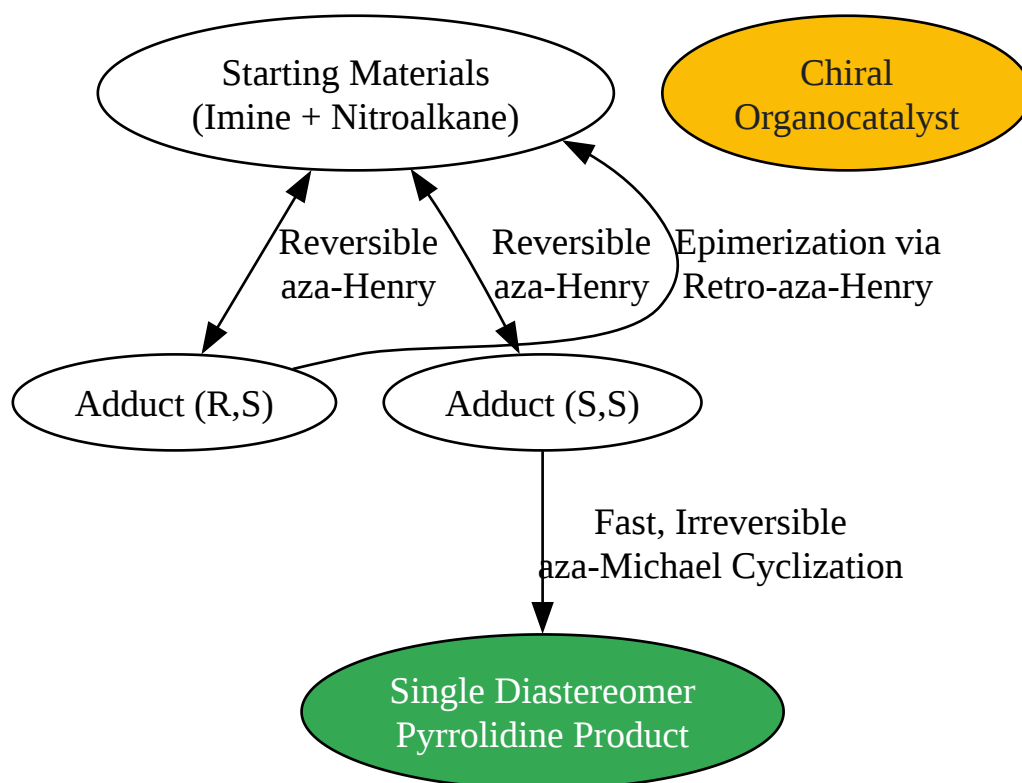 Starting Materials
(Imine + Nitroalkane)
Chiral
Organocatalyst
Reversible
aza-Henry
Reversible
aza-Henry
Epimerization via
Retro-aza-Henry
Adduct (R,S)
Adduct (S,S)
Fast, Irreversible
aza-Michael Cyclization
Single Diastereomer
Pyrrolidine Product